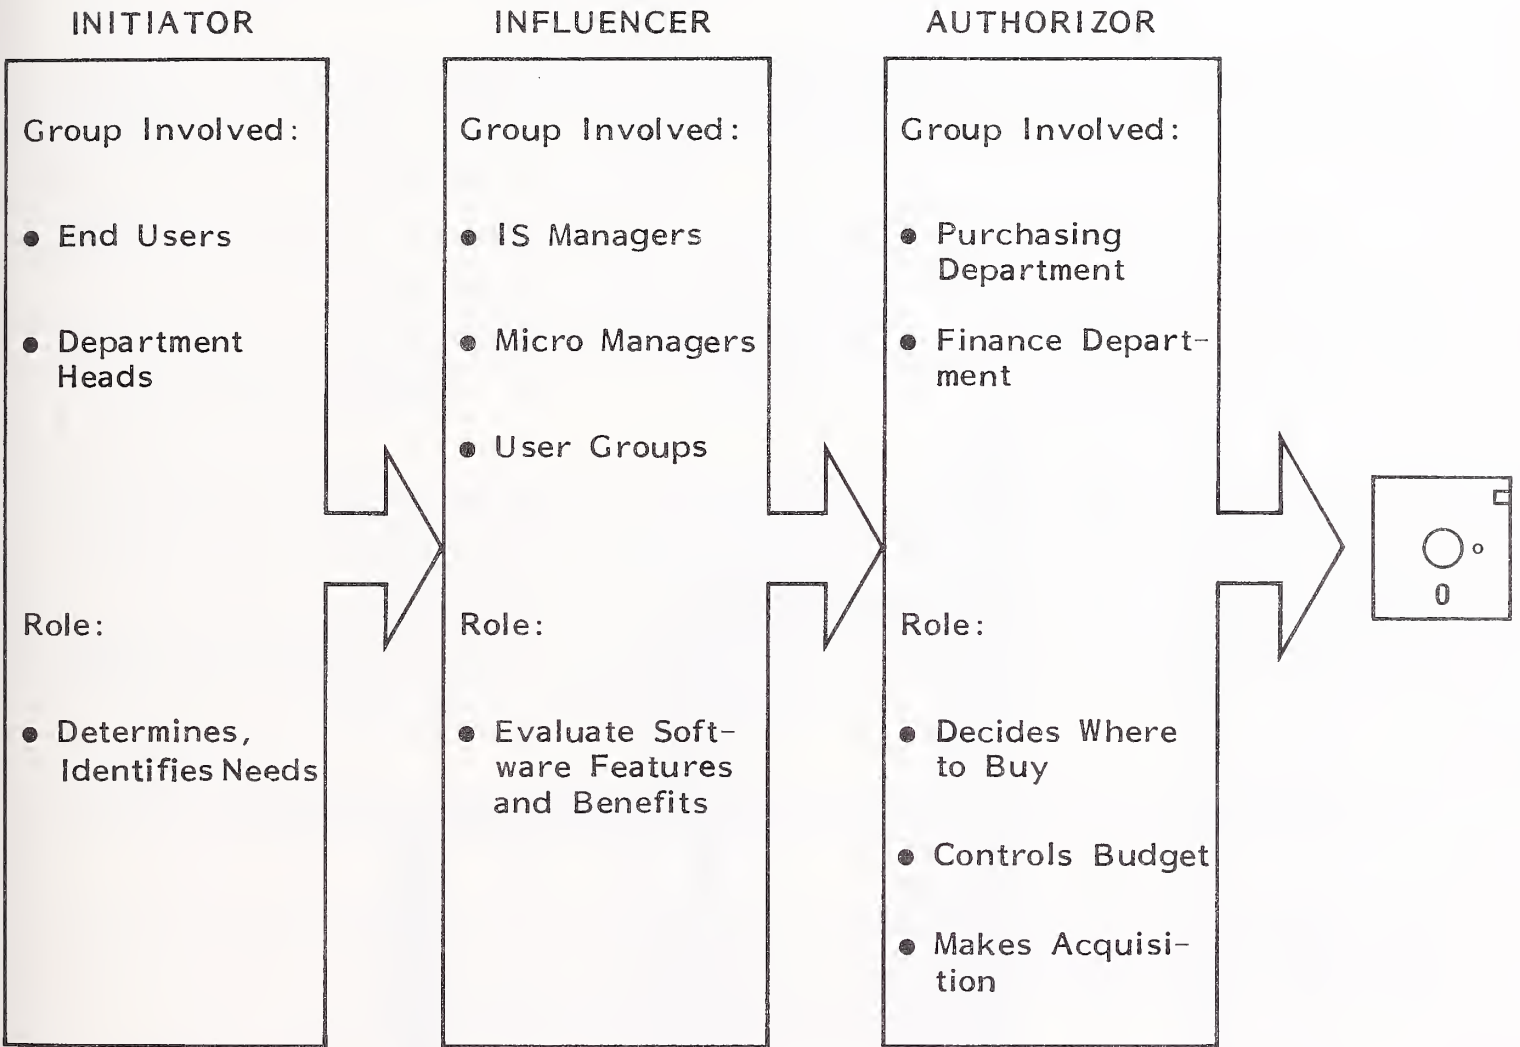 INITIATOR
Group Involved:
• End Users
• Department
Heads
Role:
• Determines,
Identifies Needs
INFLUENCER
Group Involved:
• IS Managers
• Micro Managers
• User Groups
Role:
• Evaluate Soft-
ware Features
and Benefits
AUTHORIZOR
Group Involved:
• Purchasing
Department
• Finance Depart-
ment
Role:
• Decides Where
to Buy
• Controls Budget
• Makes Acquisi-
tion